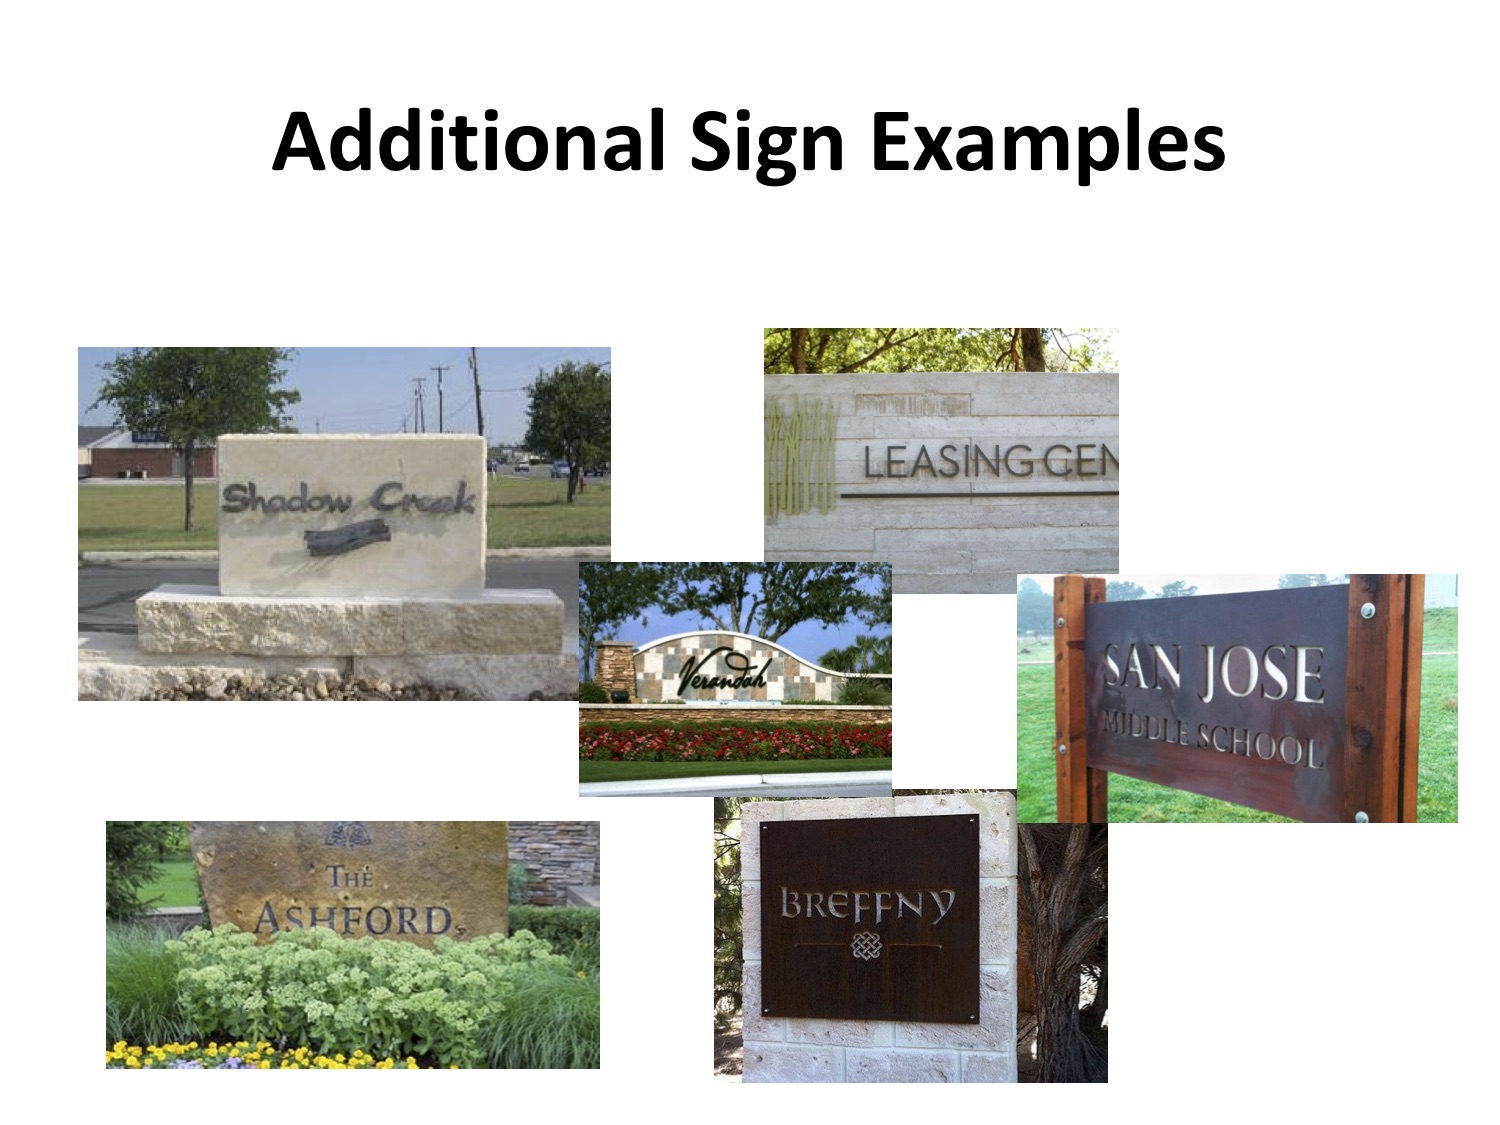 Additional Sign Examples
Shadow Creek
LEASING CEN
Verandah
SAN JOSE
MIDDLE SCHOOL
THE
ASHFORD
BREFFNY